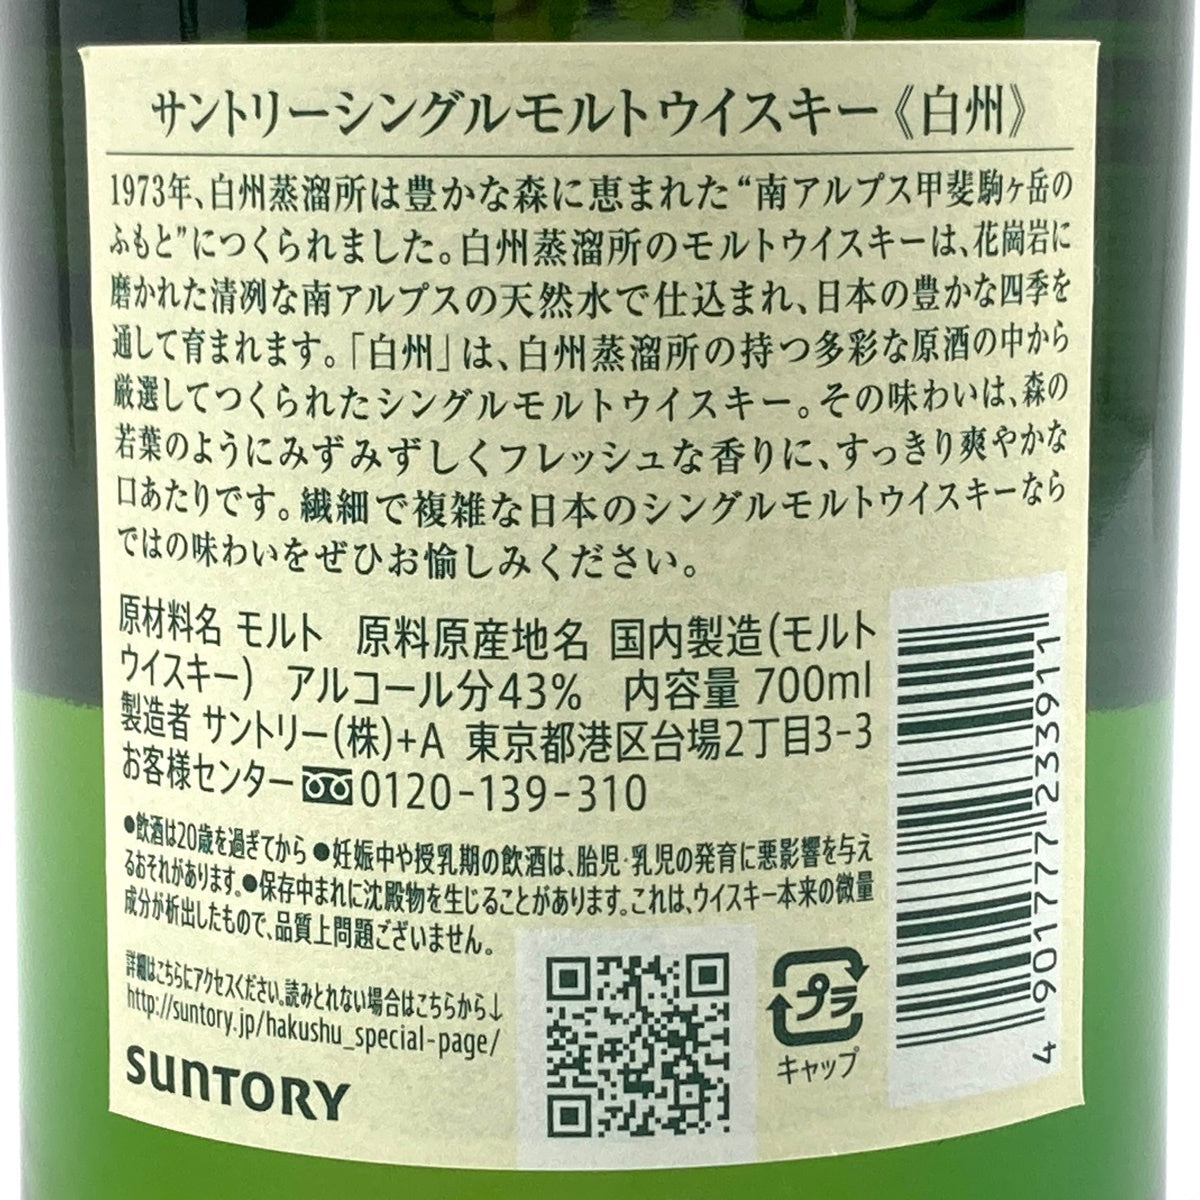 サントリーシングルモルトウイスキー《白州》
1973年、白州蒸溜所は豊かな森に恵まれた“南アルプス甲斐駒ヶ岳の
ふもと”につくられました。白州蒸溜所のモルトウイスキーは、花崗岩に
磨かれた清冽な南アルプスの天然水で仕込まれ、日本の豊かな四季を
通して育まれます。「白州」は、白州蒸溜所の持つ多彩な原酒の中から
厳選してつくられたシングルモルトウイスキー。その味わいは、森の
若葉のようにみずみずしくフレッシュな香りに、すっきり爽やかな
口あたりです。繊細で複雑な日本のシングルモルトウイスキーなら
ではの味わいをぜひお愉しみください。
原材料名 モルト 原料原産地名 国内製造(モルト
ウイスキー) アルコール分43% 内容量 700ml
製造者 サントリー(株)+A 東京都港区台場2丁目3-3
お客様センター 0120-139-310
●飲酒は20歳を過ぎてから ●妊娠中や授乳期の飲酒は、胎児・乳児の発育に悪影響を与え
るおそれがあります。●保存中まれに沈殿物を生じることがあります。これは、ウイスキー本来の微量
成分が析出したもので、品質上問題ございません。
詳細はこちらにアクセスください。読みとれない場合はこちらから↓
http://suntory.jp/hakushu_special-page/
SUNTORY
プラ
キャップ
4 901777 233911